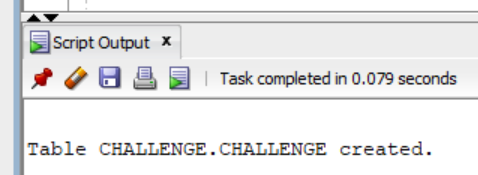 Script Output x
Task completed in 0.079 seconds
Table CHALLENGE.CHALLENGE created.